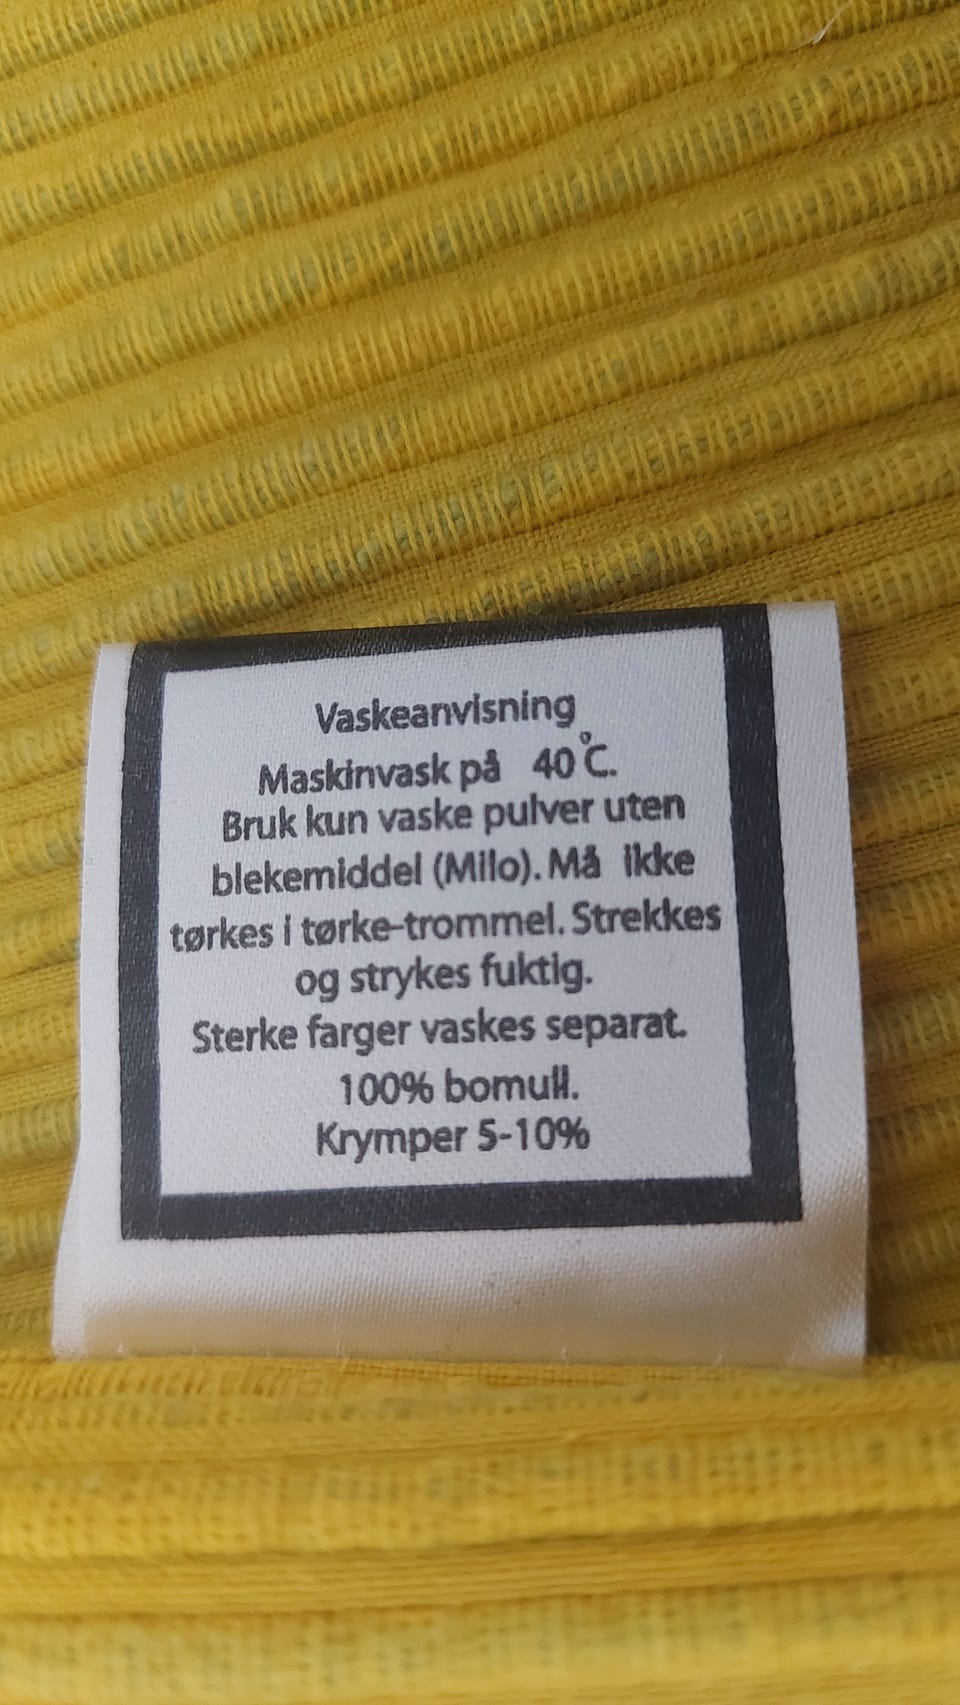 Vaskeanvisning
Maskinvask på 40°C.
Bruk kun vaske pulver uten
blekemiddel (Milo). Må ikke
tørkes i tørke-trommel. Strekkes
og strykes fuktig.
Sterke farger vaskes separat.
100% bomull.
Krymper 5-10%